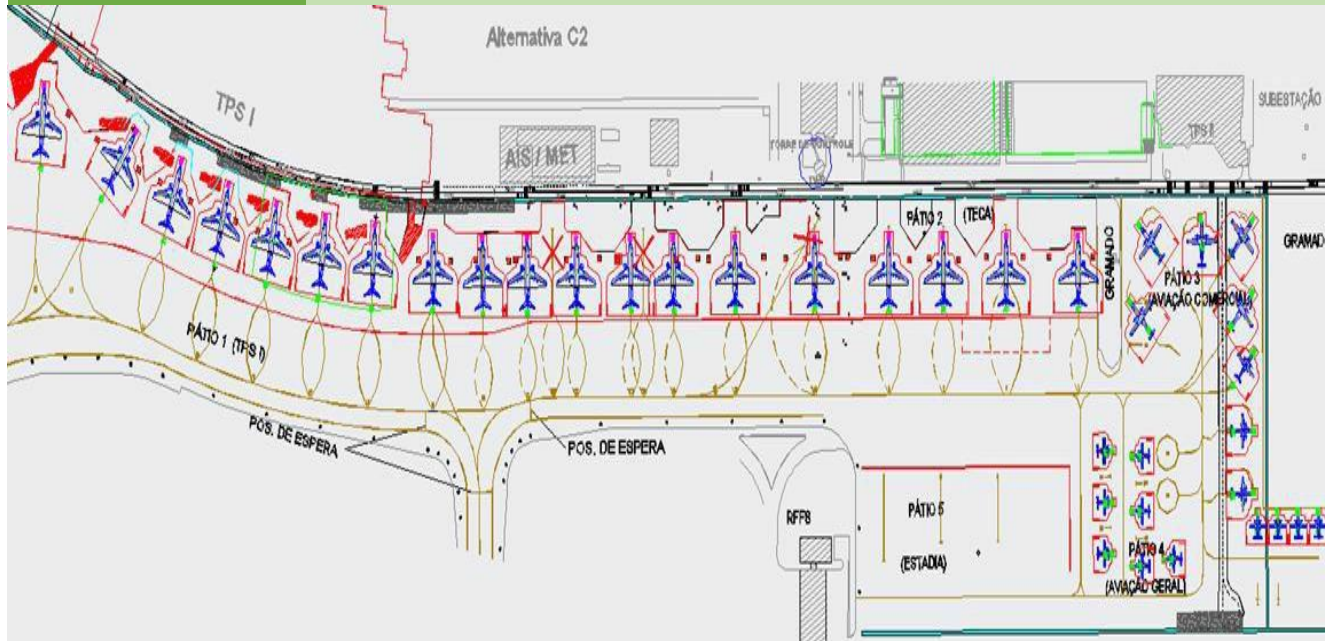 Alternativa C2
TPS I
SUBESTAÇÃO
AIS / MET
TORRE DE CONTROLE
TPS II
PÁTIO 2
(TECA)
GRAMADO
GRAMAD
PÁTIO 3
(AVIAÇÃO COMERCIAL)
PÁTIO 1 (TPS I)
POS. DE ESPERA
POS. DE ESPERA
RFFS
PÁTIO 5
(ESTADIA)
PÁTIO 4
(AVIAÇÃO GERAL)